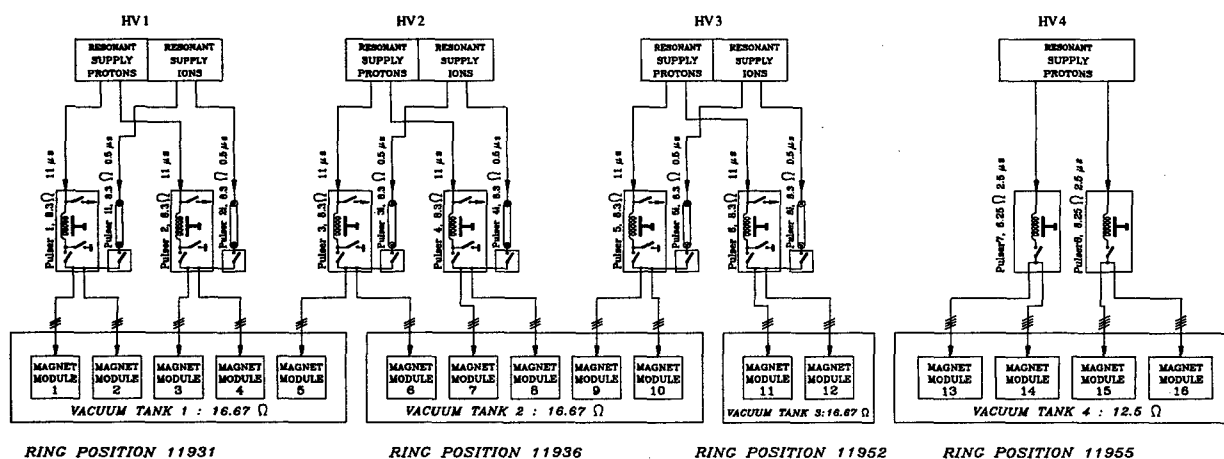 HV1 HV2 HV3 HV4
RESONANT SUPPLY PROTONS
RESONANT SUPPLY IONS
RESONANT SUPPLY PROTONS
RESONANT SUPPLY IONS
RESONANT SUPPLY PROTONS
RESONANT SUPPLY IONS
RESONANT SUPPLY PROTONS
Pulser 1, 8.3Ω 11 μs
Pulser 1i, 8.3 Ω 0.5 μs
Pulser 2, 8.3Ω 11 μs
Pulser 2i, 8.3 Ω 0.5 μs
Pulser 3, 8.3Ω 11 μs
Pulser 3i, 8.3 Ω 0.5 μs
Pulser 4, 8.3Ω 11 μs
Pulser 4i, 8.3 Ω 0.5 μs
Pulser 5, 8.3Ω 11 μs
Pulser 5i, 8.3 Ω 0.5 μs
Pulser 6, 8.3Ω 11 μs
Pulser 6i, 8.3 Ω 0.5 μs
Pulser7, 6.25 Ω 2.5 μs
Pulser8, 6.25 Ω 2.5 μs
MAGNET MODULE 1
MAGNET MODULE 2
MAGNET MODULE 3
MAGNET MODULE 4
MAGNET MODULE 5
MAGNET MODULE 6
MAGNET MODULE 7
MAGNET MODULE 8
MAGNET MODULE 9
MAGNET MODULE 10
MAGNET MODULE 11
MAGNET MODULE 12
MAGNET MODULE 13
MAGNET MODULE 14
MAGNET MODULE 15
MAGNET MODULE 16
VACUUM TANK 1 : 16.67 Ω
VACUUM TANK 2 : 16.67 Ω
VACUUM TANK 3:16.67 Ω
VACUUM TANK 4 : 12.5 Ω
RING POSITION 11931
RING POSITION 11936
RING POSITION 11952
RING POSITION 11955